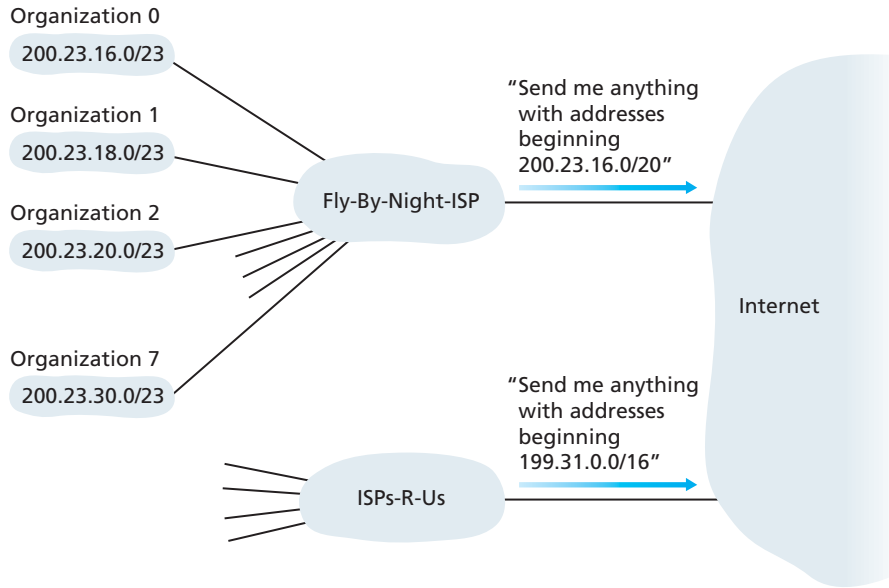 Organization 0
200.23.16.0/23
Organization 1
200.23.18.0/23
Organization 2
200.23.20.0/23
Organization 7
200.23.30.0/23
Fly-By-Night-ISP
“Send me anything
with addresses
beginning
200.23.16.0/20”
ISPs-R-Us
“Send me anything
with addresses
beginning
199.31.0.0/16”
Internet